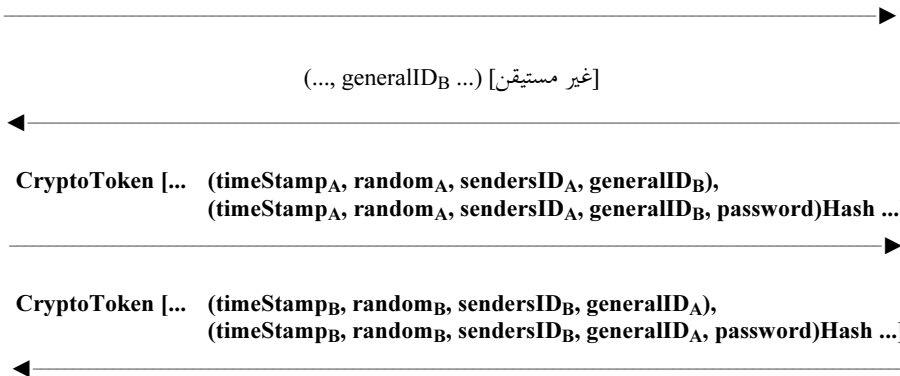 (..., generalIDB ...) [غير مستيقن]
CryptoToken [... (timeStampA, randomA, sendersIDA, generalIDB),
(timeStampA, randomA, sendersIDA, generalIDB, password)Hash ...
CryptoToken [... (timeStampB, randomB, sendersIDB, generalIDA),
(timeStampB, randomB, sendersIDB, generalIDA, password)Hash ...]